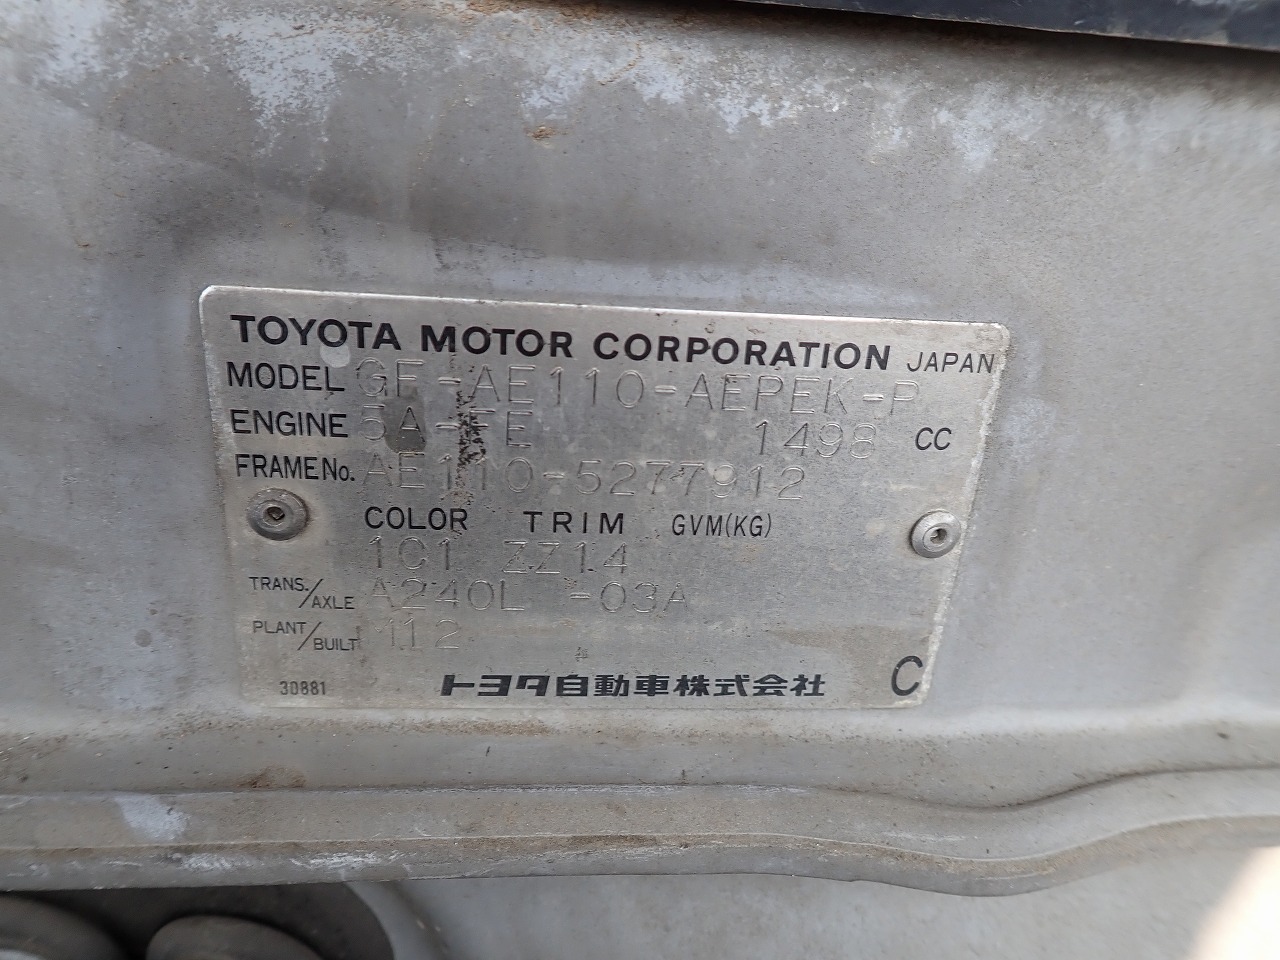 TOYOTA MOTOR CORPORATION JAPAN
MODEL GF-AE110-AEPEK-P
ENGINE 5A-FE 1498 CC
FRAME No. AE110-5277912
COLOR TRIM GVM(KG)
1C1 ZZ14
TRANS./AXLE A240L -03A
PLANT/BUILT 112
30881 トヨタ自動車株式会社 C